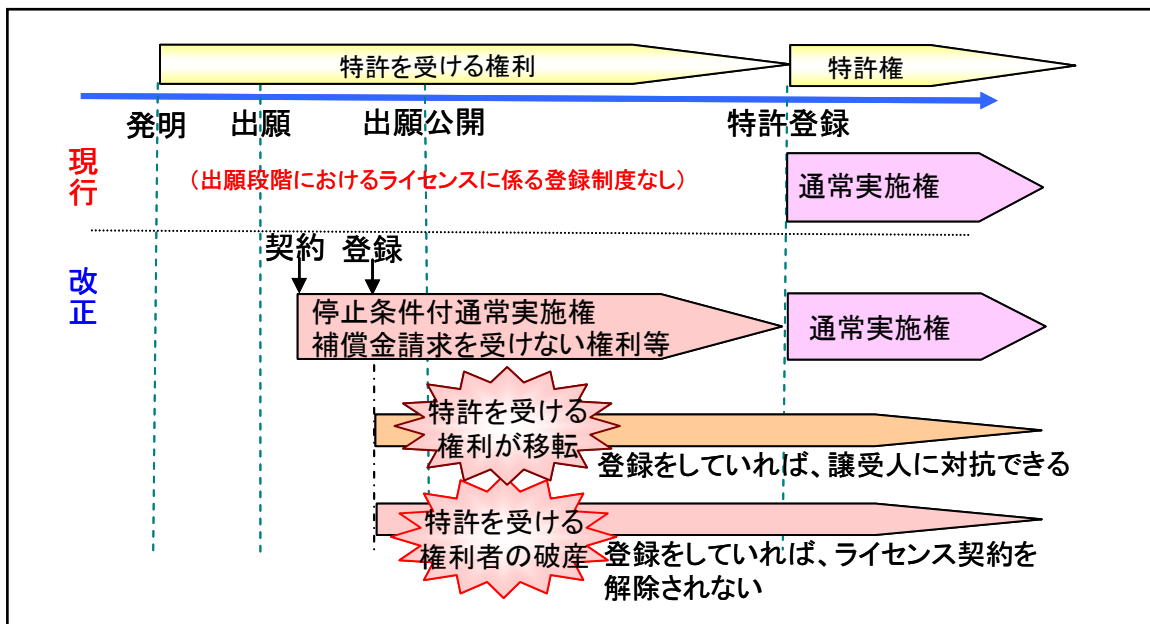 特許を受ける権利
特許権
発明
出願
出願公開
特許登録
現行
(出願段階におけるライセンスに係る登録制度なし)
通常実施権
改正
契約
登録
停止条件付通常実施権
補償金請求を受けない権利等
通常実施権
特許を受ける
権利が移転
登録をしていれば、譲受人に対抗できる
特許を受ける
権利者の破産
登録をしていれば、ライセンス契約を
解除されない